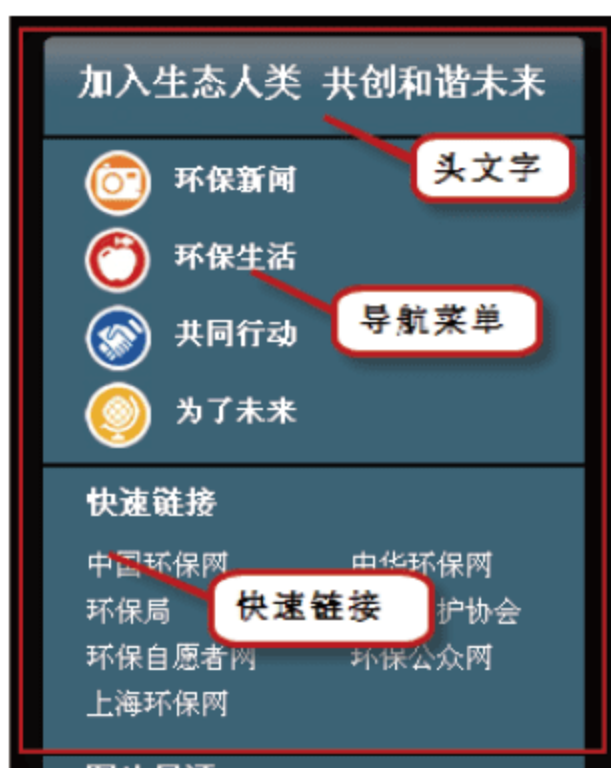 加入生态人类 共创和谐未来
头文字
环保新闻
环保生活
导航菜单
共同行动
为了未来
快速链接
中国环保网 中华环保网
快速链接
环保局 护协会
环保自愿者网 环保公众网
上海环保网